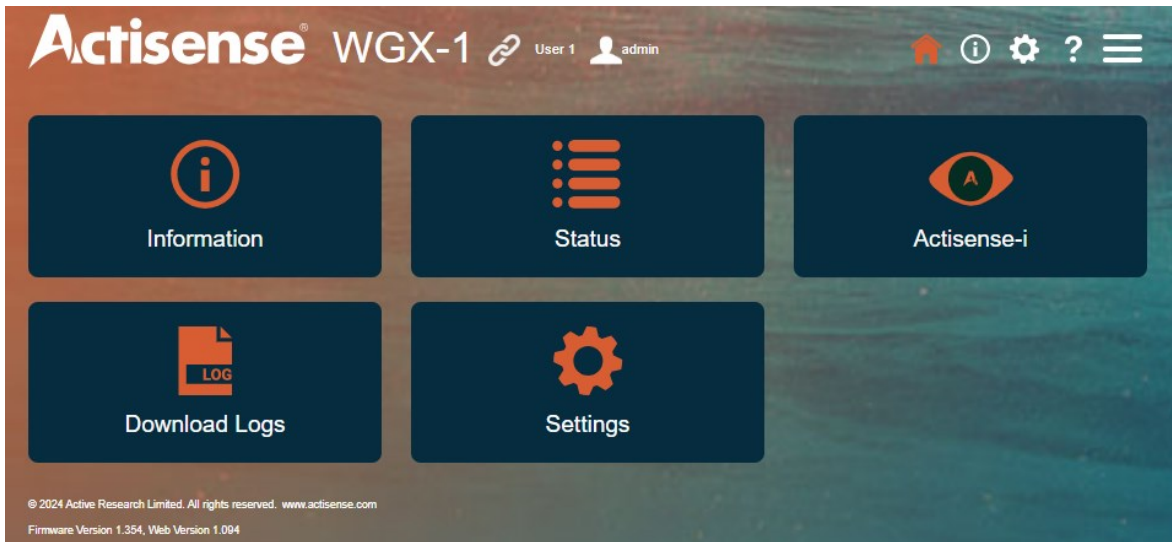 Actisense® WGX-1 User 1 admin
Information
Status
A
Actisense-i
LOG
Download Logs
Settings
© 2024 Active Research Limited. All rights reserved. www.actisense.com
Firmware Version 1.354, Web Version 1.094